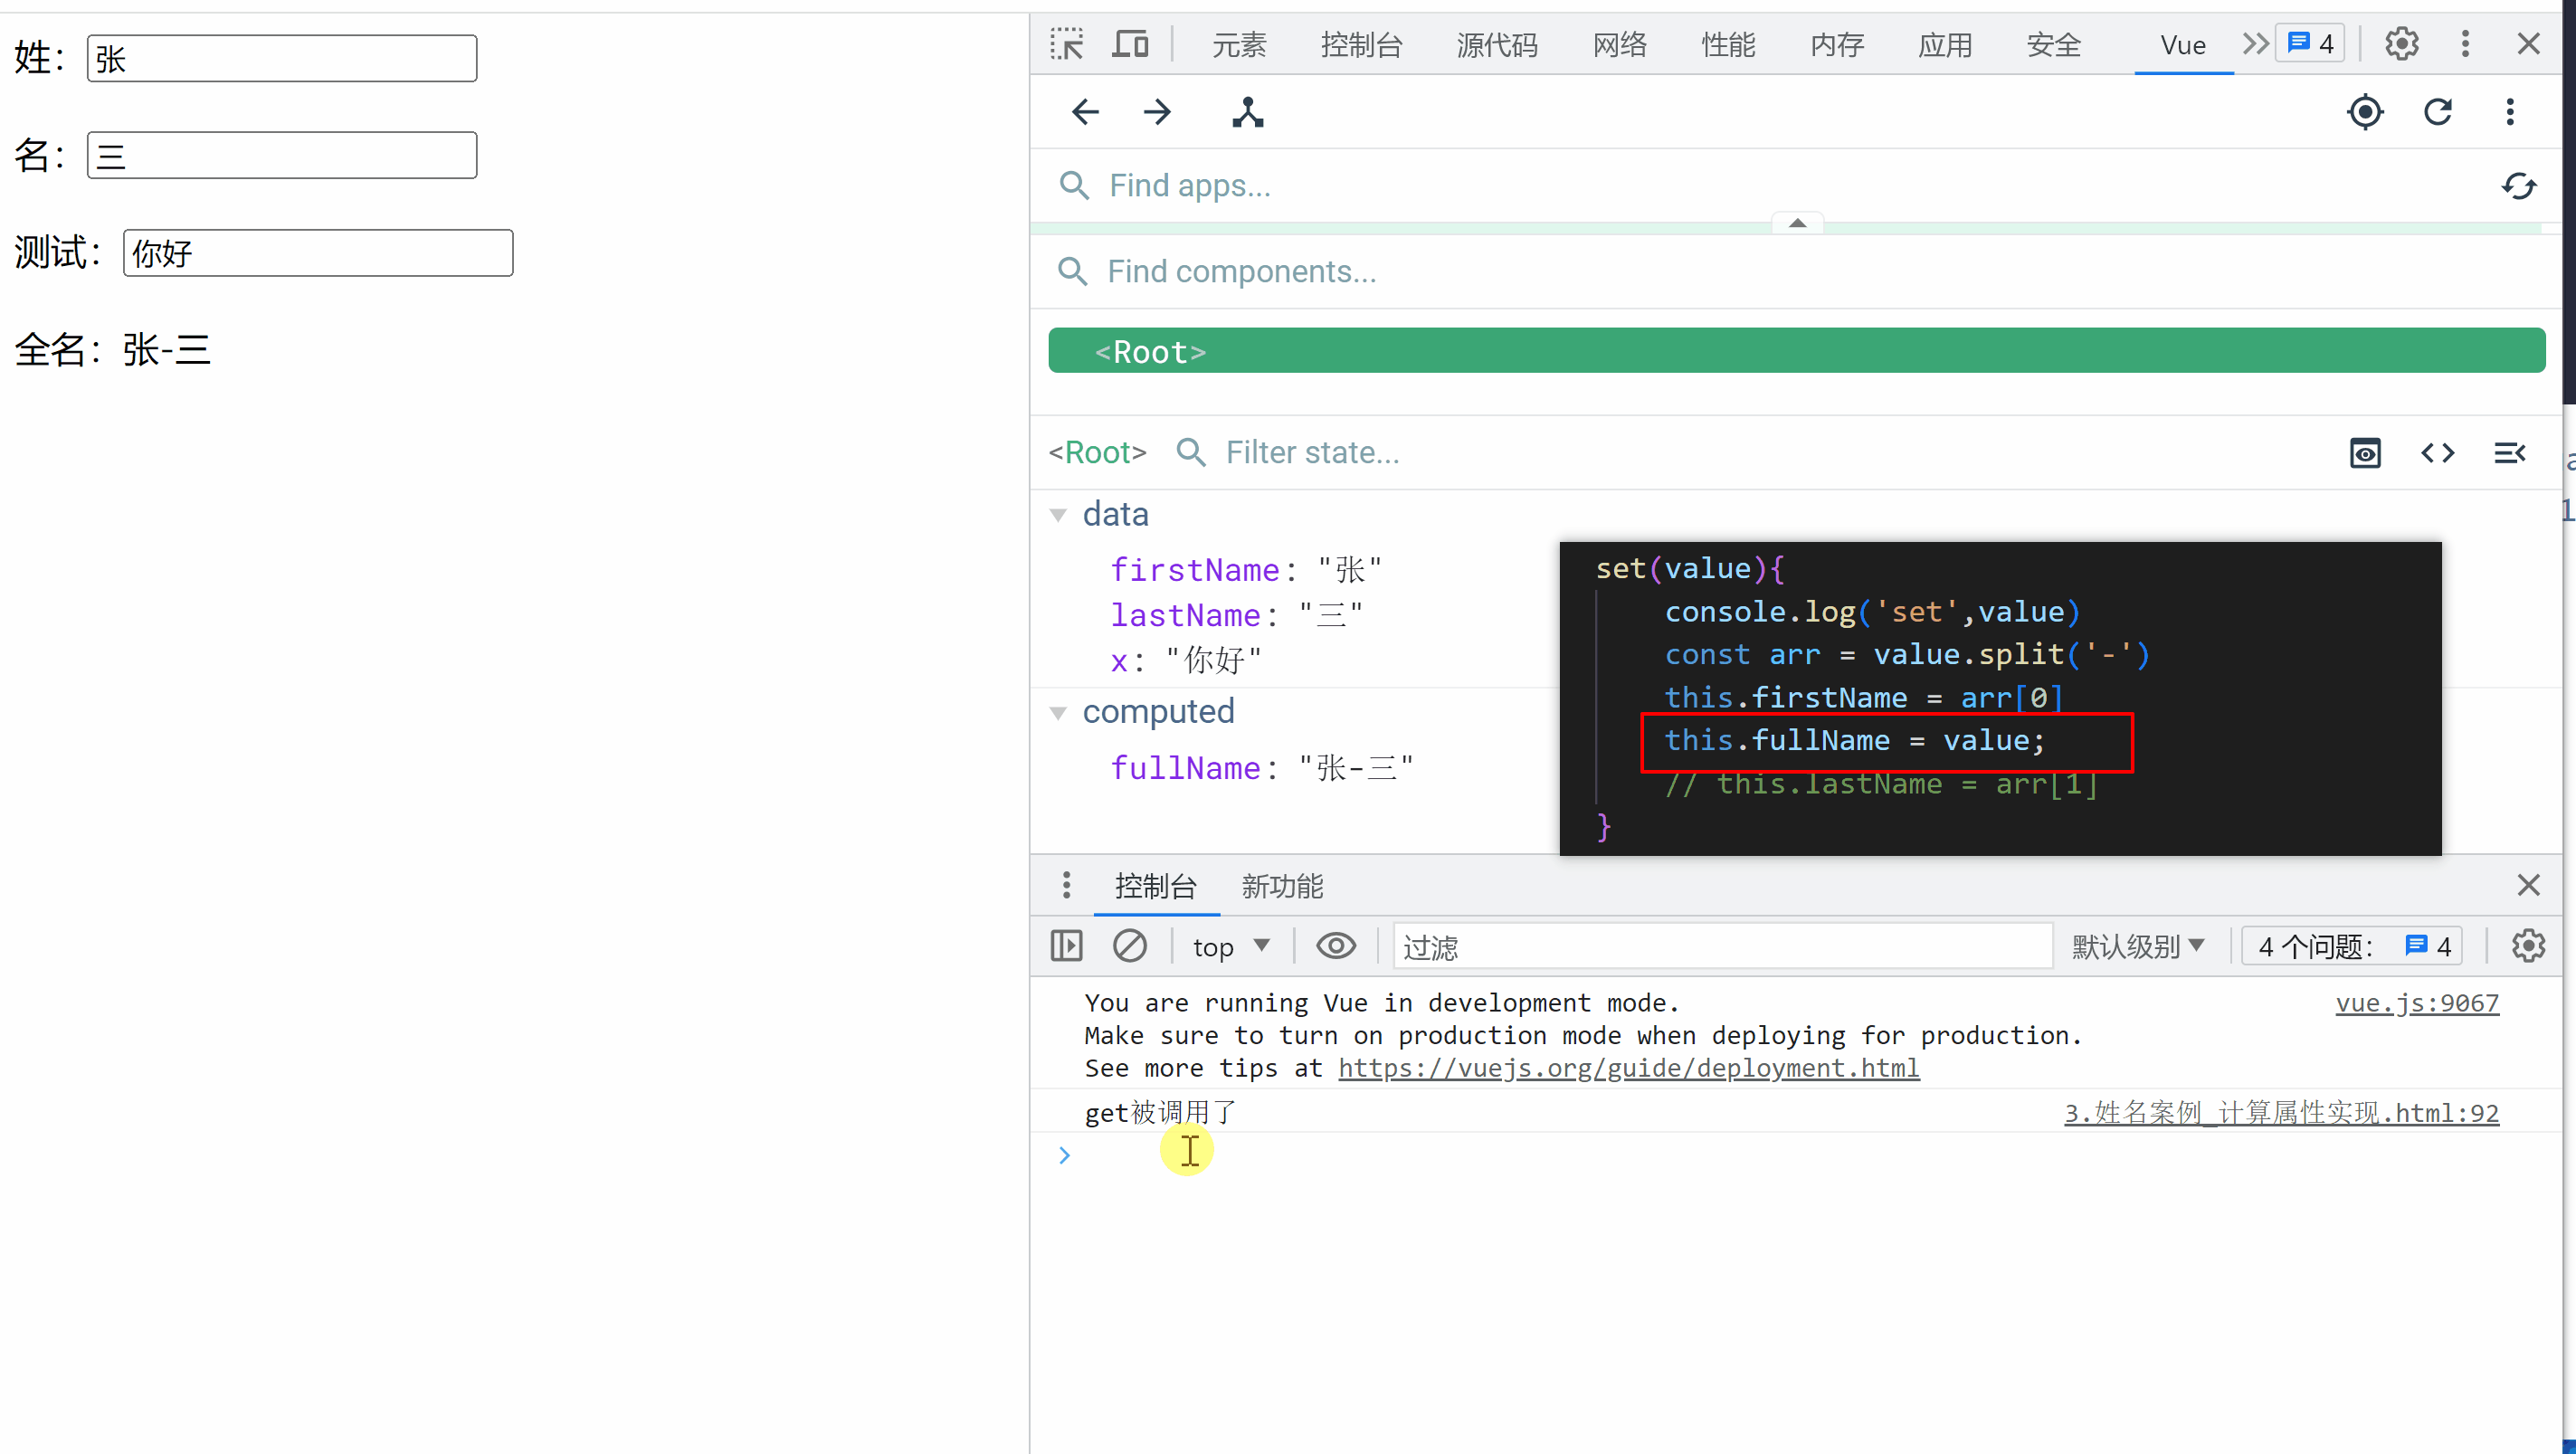 姓： 张
名： 三
测试： 你好
全名：张-三
元素 控制台 源代码 网络 性能 内存 应用 安全 Vue 4
Find apps...
Find components...
<Root>
<Root> Filter state...
data
firstName: "张"
lastName: "三"
x: "你好"
computed
fullName: "张-三"
set(value){
console.log('set',value)
const arr = value.split('-')
this.firstName = arr[0]
this.fullName = value;
// this.lastName = arr[1]
}
控制台 新功能
top 过滤 默认级别 4 个问题： 4
You are running Vue in development mode. vue.js:9067
Make sure to turn on production mode when deploying for production.
See more tips at https://vuejs.org/guide/deployment.html
get被调用了 3.姓名案例_计算属性实现.html:92